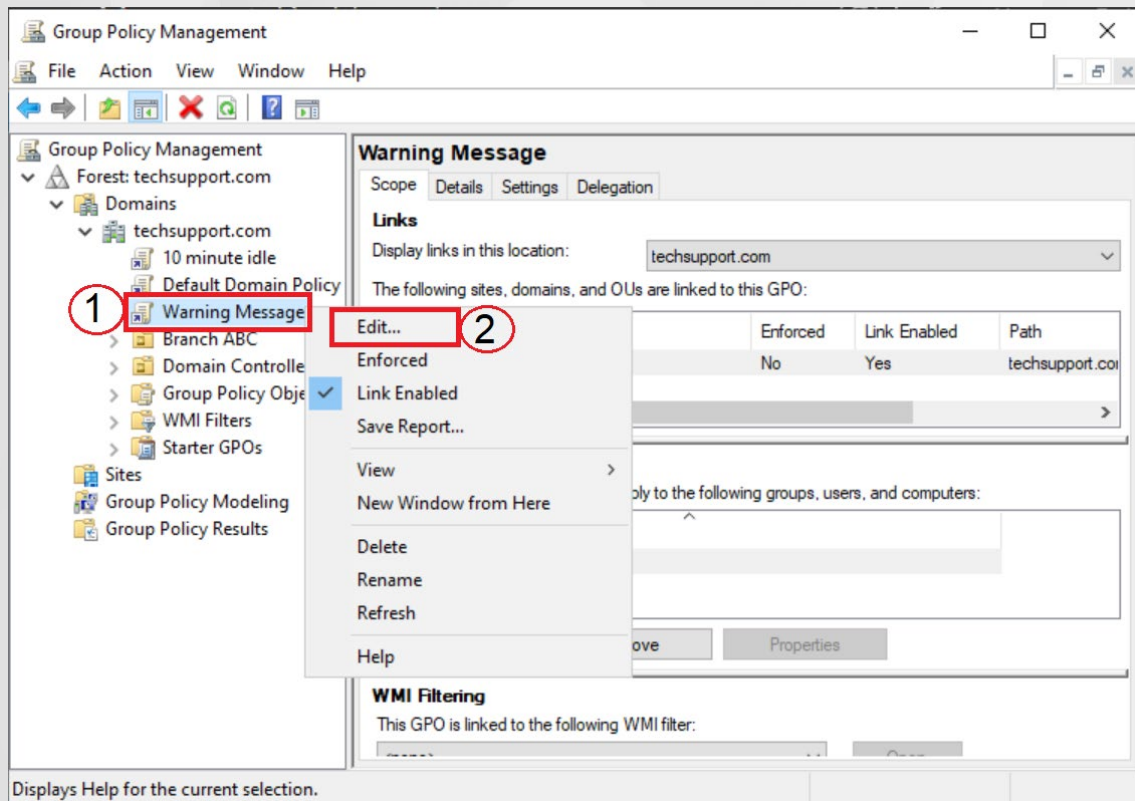 Group Policy Management
File Action View Window Help
Group Policy Management
Forest: techsupport.com
Domains
techsupport.com
10 minute idle
Default Domain Policy
1
Warning Message
Branch ABC
Domain Controlle
Group Policy Obje
WMI Filters
Starter GPOs
Sites
Group Policy Modeling
Group Policy Results
Edit...
2
Enforced
Link Enabled
Save Report...
View
New Window from Here
Delete
Rename
Refresh
Help
Warning Message
Scope Details Settings Delegation
Links
Display links in this location: techsupport.com
The following sites, domains, and OUs are linked to this GPO:
Enforced Link Enabled Path
No Yes techsupport.co
ply to the following groups, users, and computers:
ove Properties
WMI Filtering
This GPO is linked to the following WMI filter:
Displays Help for the current selection.